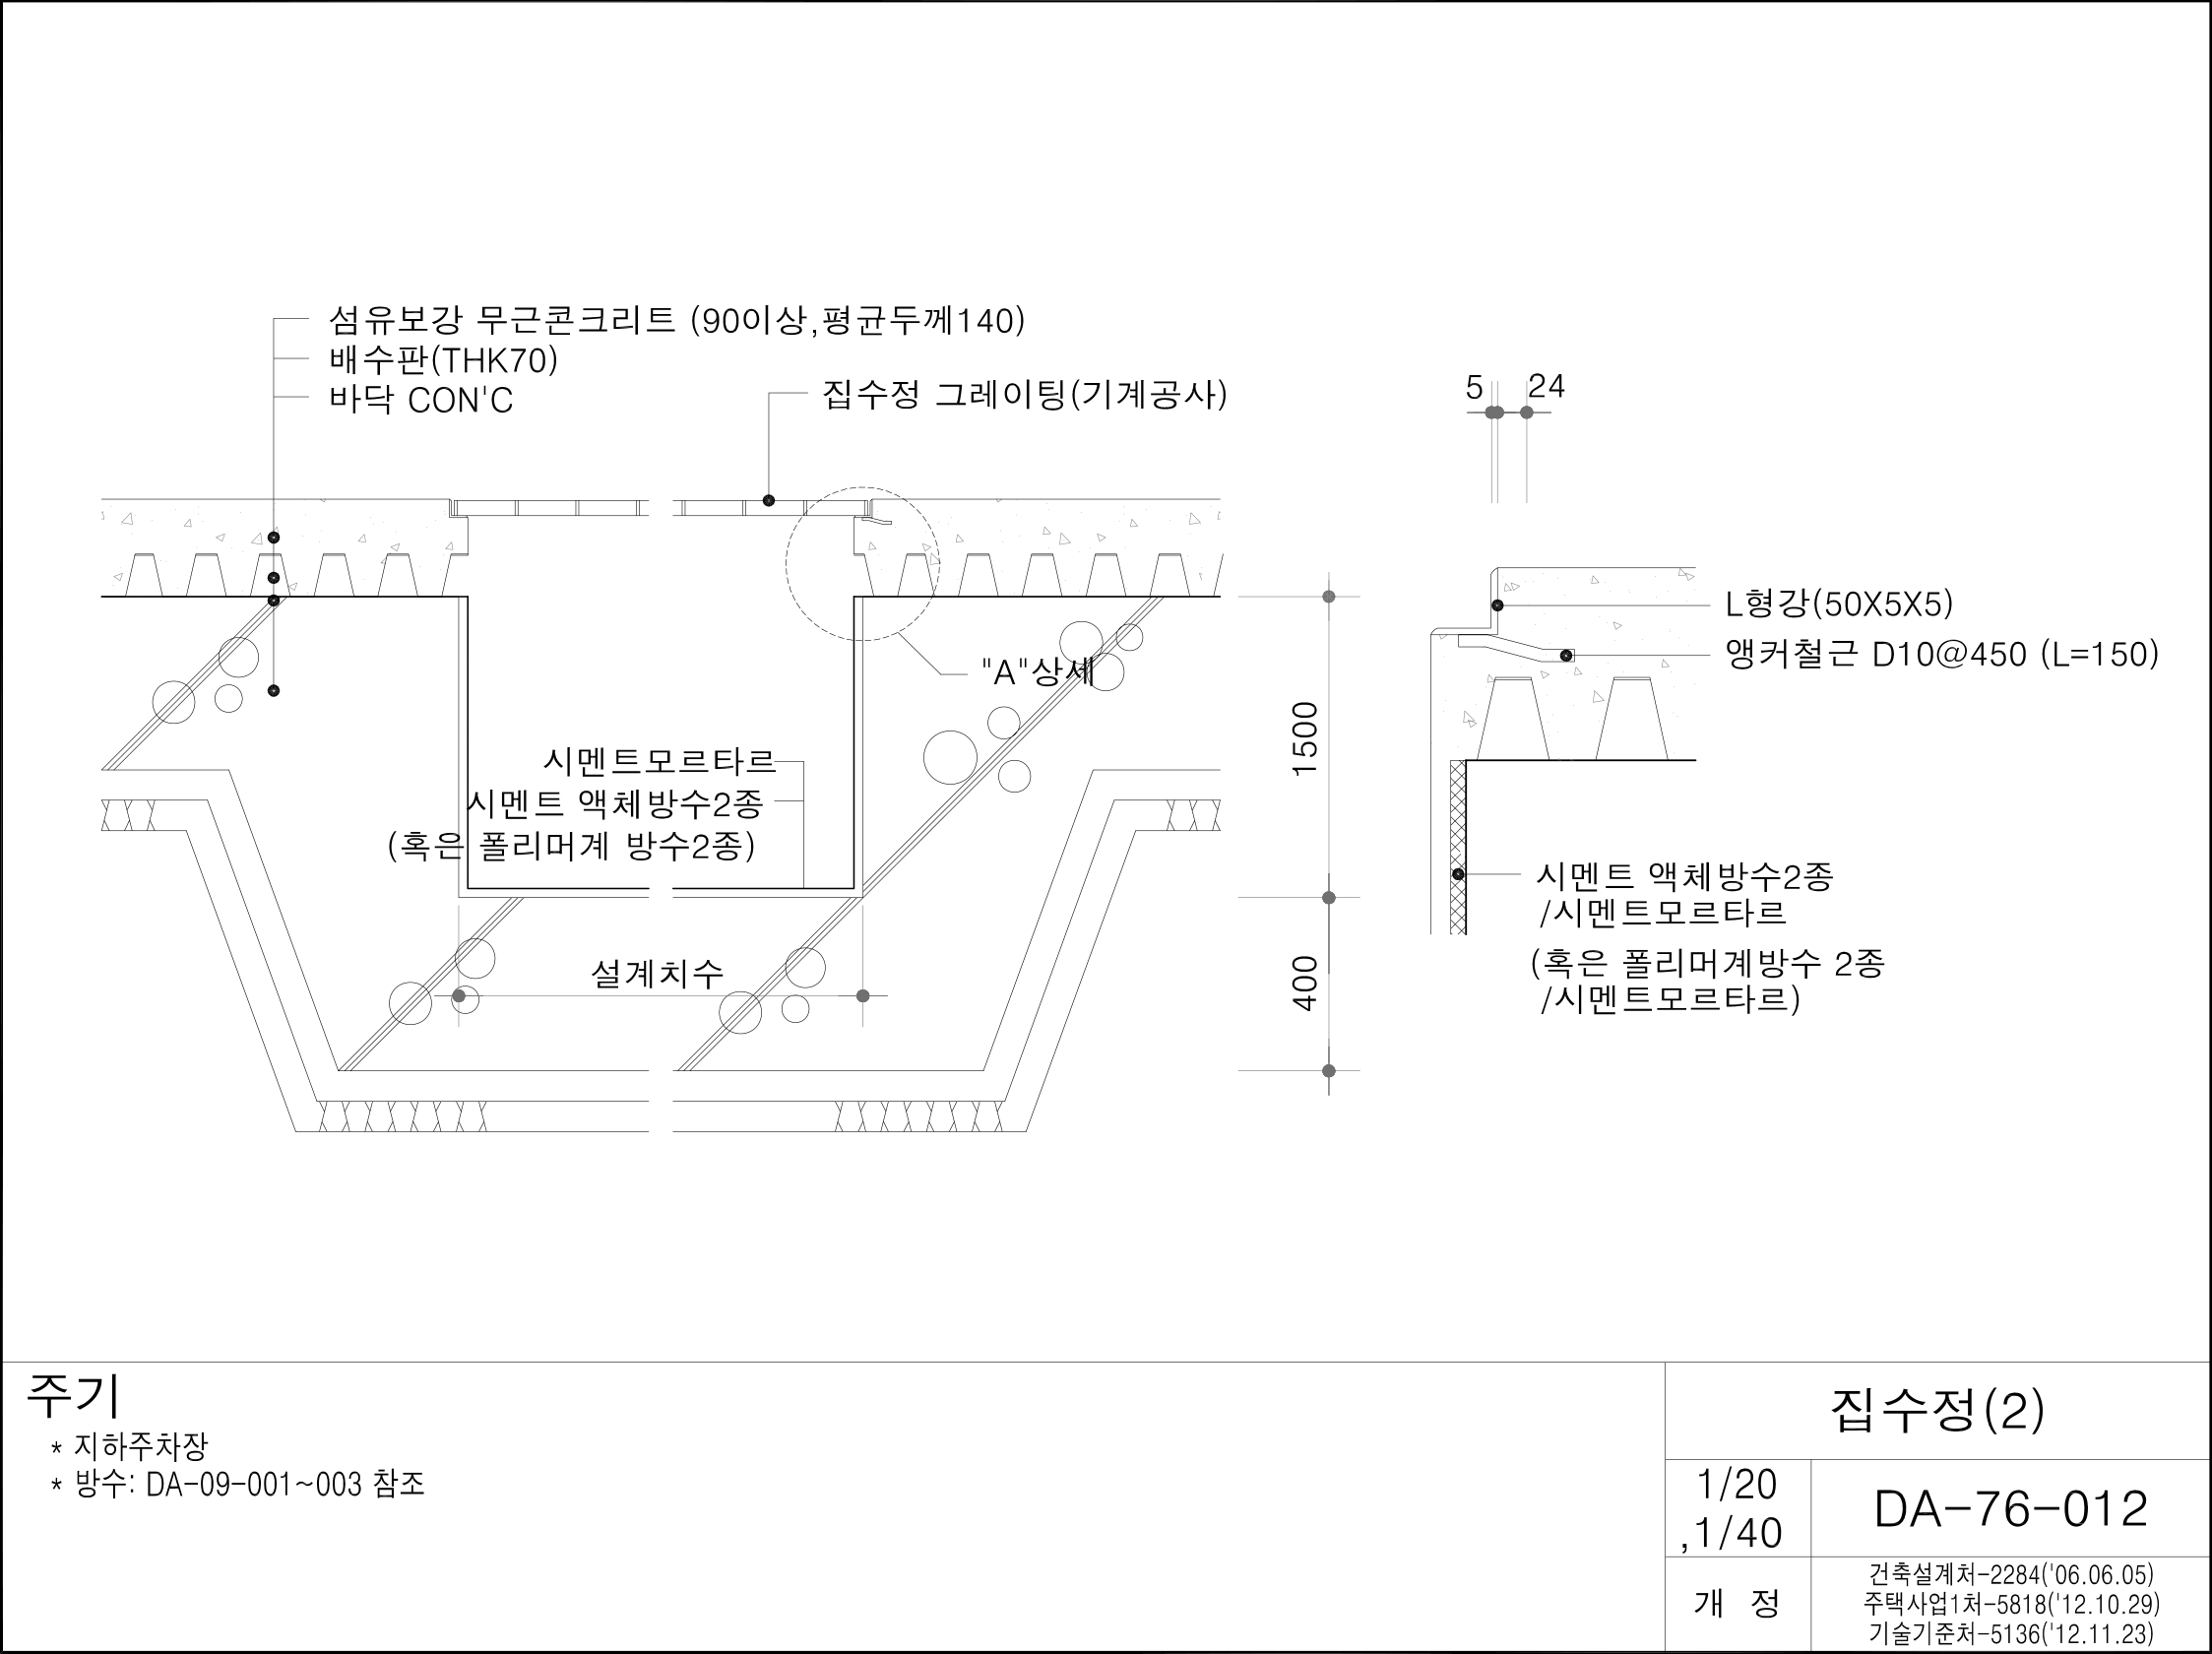 섬유보강 무근콘크리트 (90이상,평균두께140)
배수판(THK70)
바닥 CON'C
집수정 그레이팅(기계공사)
5
24
L형강(50X5X5)
앵커철근 D10@450 (L=150)
"A"상세
시멘트모르타르
시멘트 액체방수2종
(혹은 폴리머계 방수2종)
1500
설계치수
400
시멘트 액체방수2종
/시멘트모르타르
(혹은 폴리머계방수 2종
/시멘트모르타르)
주기
* 지하주차장
* 방수: DA-09-001~003 참조
집수정(2)
1/20
,1/40
DA-76-012
개 정
건축설계처-2284('06.06.05)
주택사업1처-5818('12.10.29)
기술기준처-5136('12.11.23)